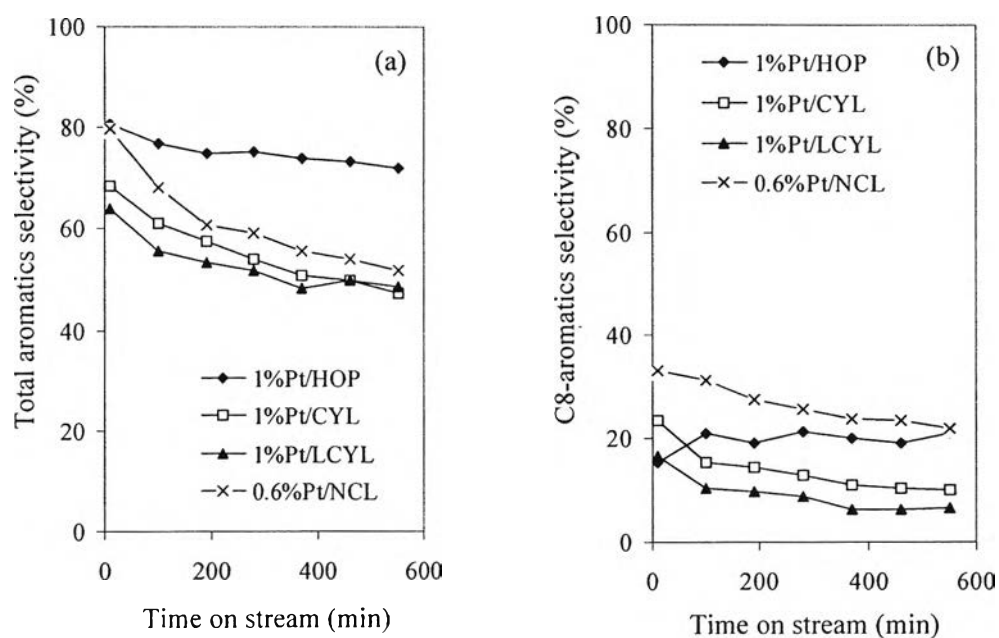 Total aromatics selectivity (%)
100
80
60
40
20
0
(a)
1%Pt/HOP
1%Pt/CYL
1%Pt/LCYL
0.6%Pt/NCL
0 200 400 600
Time on stream (min)
C8-aromatics selectivity (%)
100
80
60
40
20
0
(b)
1%Pt/HOP
1%Pt/CYL
1%Pt/LCYL
0.6%Pt/NCL
0 200 400 600
Time on stream (min)